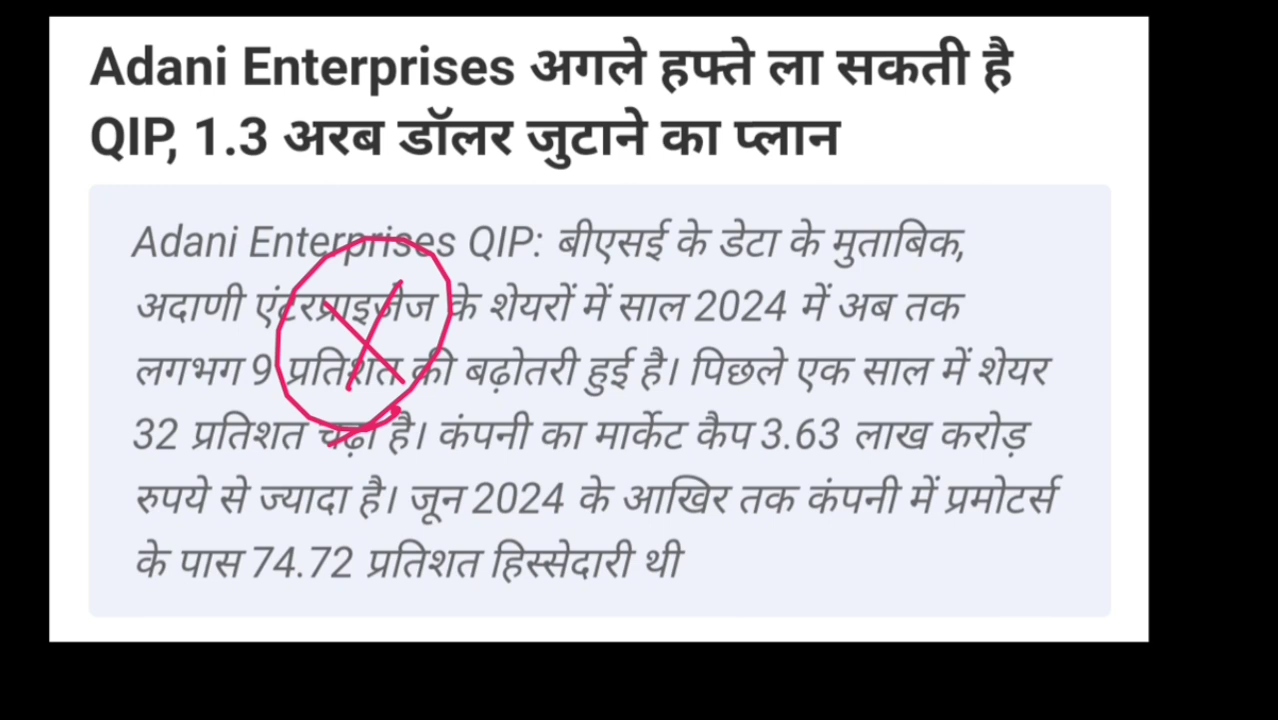 Adani Enterprises अगले हफ्ते ला सकती है
QIP, 1.3 अरब डॉलर जुटाने का प्लान
Adani Enterprises QIP: बीएसई के डेटा के मुताबिक,
अदाणी एंटरप्राइजेज के शेयरों में साल 2024 में अब तक
लगभग 9 प्रतिशत की बढ़ोतरी हुई है। पिछले एक साल में शेयर
32 प्रतिशत चढ़ा है। कंपनी का मार्केट कैप 3.63 लाख करोड़
रुपये से ज्यादा है। जून 2024 के आखिर तक कंपनी में प्रमोटर्स
के पास 74.72 प्रतिशत हिस्सेदारी थी